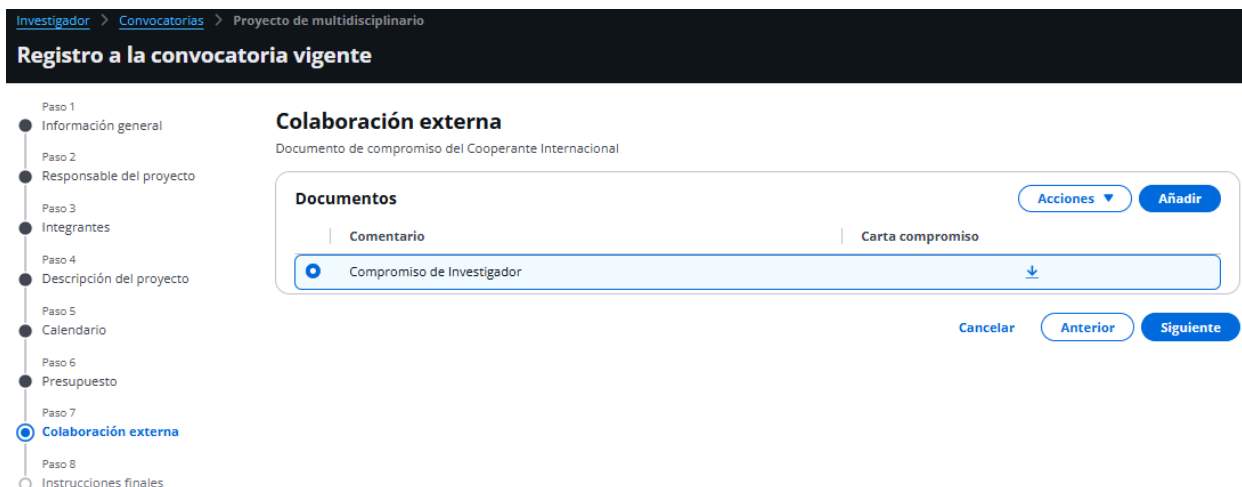 Investigador > Convocatorias > Proyecto de multidisciplinario
Registro a la convocatoria vigente
Paso 1
Información general
Paso 2
Responsable del proyecto
Paso 3
Integrantes
Paso 4
Descripción del proyecto
Paso 5
Calendario
Paso 6
Presupuesto
Paso 7
Colaboración externa
Paso 8
Instrucciones finales
Colaboración externa
Documento de compromiso del Cooperante Internacional
Documentos
Acciones ▼ Añadir
Comentario Carta compromiso
Compromiso de Investigador
Cancelar Anterior Siguiente